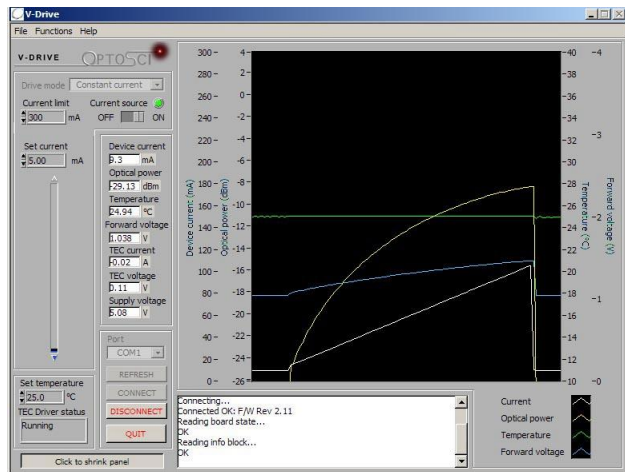 V-Drive
File Functions Help
V-DRIVE OPTOSCI
Drive mode Constant current
Current limit Current source
300 mA OFF ON
Set current
5.00 mA
Device current
9.3 mA
Optical power
-29.13 dBm
Temperature
24.94 °C
Forward voltage
1.038 V
TEC current
-0.02 A
TEC voltage
0.11 V
Supply voltage
5.08 V
Port
COM1
REFRESH
CONNECT
DISCONNECT
QUIT
Set temperature
25.0 °C
TEC Driver status
Running
Click to shrink panel
Device current (mA)
300
280
260
240
220
200
180
160
140
120
100
80
60
40
20
0
Optical power (dBm)
4
2
0
-2
-4
-6
-8
-10
-12
-14
-16
-18
-20
-22
-24
-26
Temperature (°C)
40
38
36
34
32
30
28
26
24
22
20
18
16
14
12
10
Forward voltage (V)
4
3
2
1
0
Connecting...
Connected OK: F/W Rev 2.11
Reading board state...
OK
Reading info block...
OK
Current
Optical power
Temperature
Forward voltage